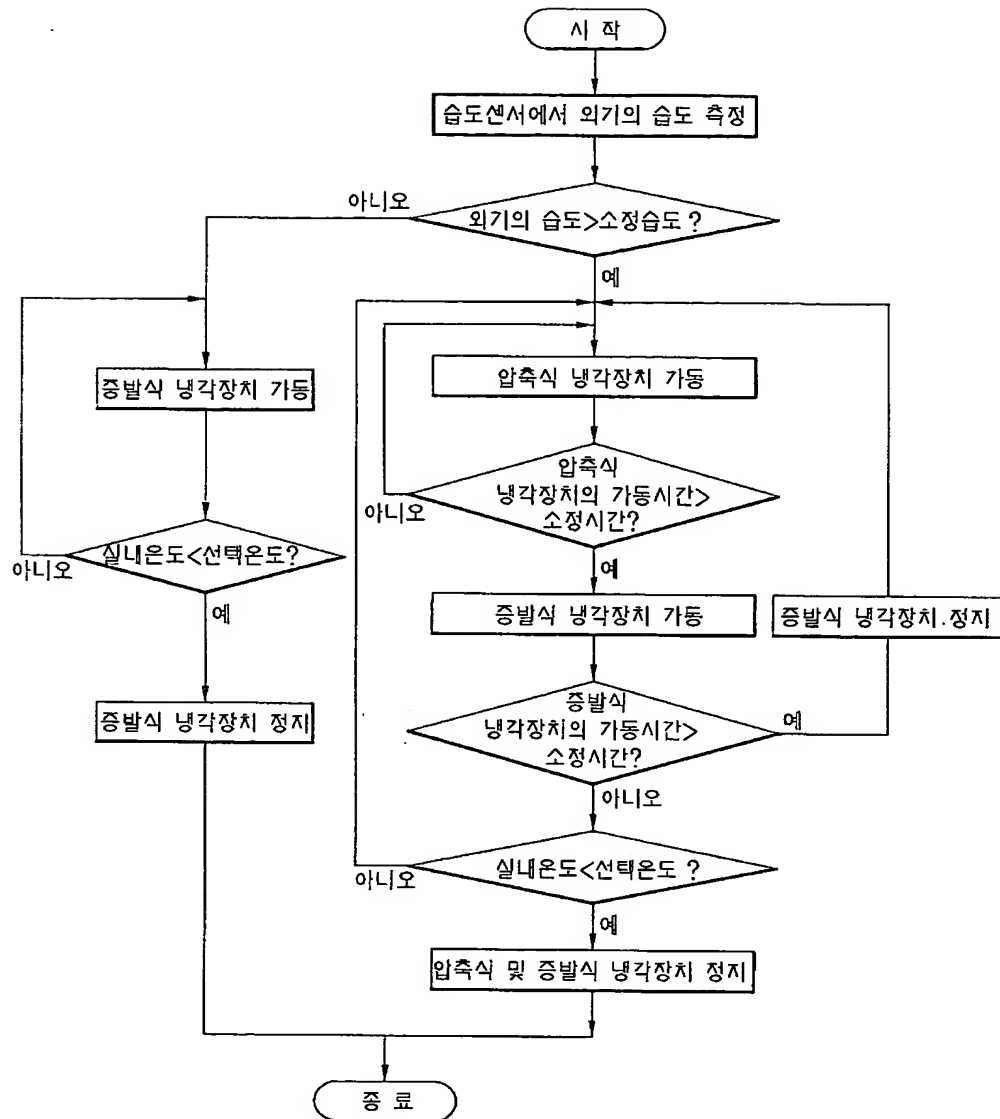 시 작
습도센서에서 외기의 습도 측정
아니오
외기의 습도>소정습도?
예
증발식 냉각장치 가동
압축식 냉각장치 가동
압축식
냉각장치의 가동시간>
소정시간?
아니오
실내온도<선택온도?
아니오
예
예
증발식 냉각장치 가동
증발식 냉각장치.정지
증발식 냉각장치 정지
증발식
냉각장치의 가동시간>
소정시간?
예
아니오
실내온도<선택온도 ?
아니오
예
압축식 및 증발식 냉각장치 정지
종 료